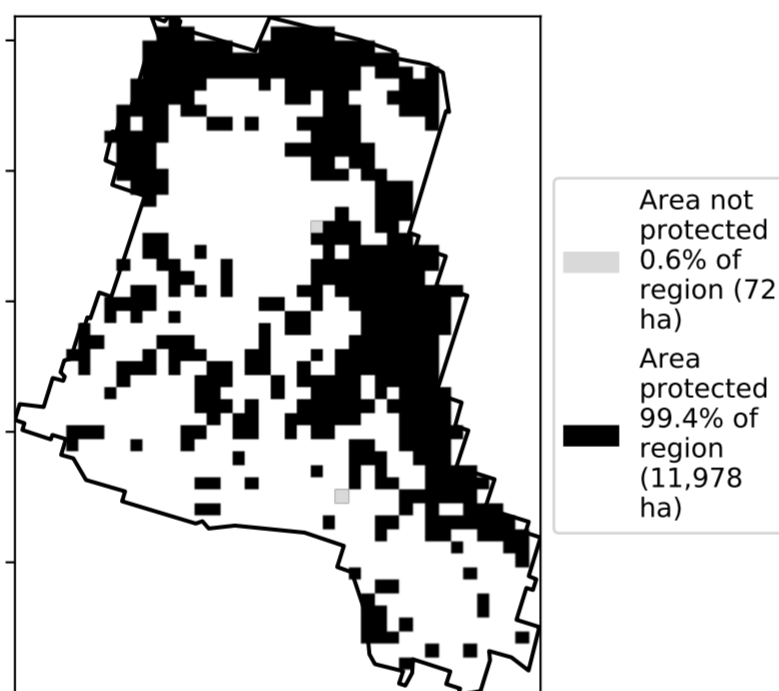 Area not
protected
0.6% of
region (72
ha)
Area
protected
99.4% of
region
(11,978
ha)